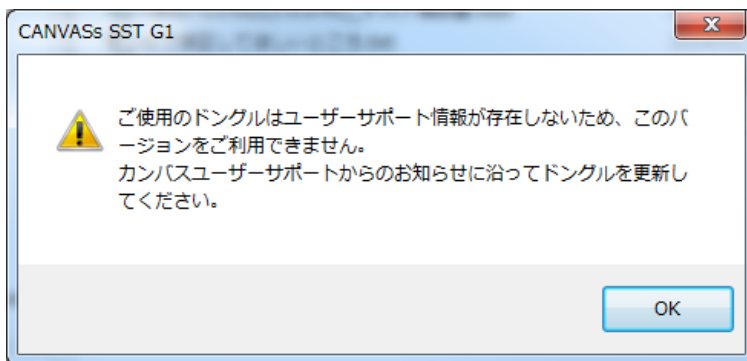 CANVASs SST G1
ご使用のドングルはユーザーサポート情報が存在しないため、このバ
ージョンをご利用できません。
カンバスユーザーサポートからのお知らせに沿ってドングルを更新し
てください。
OK